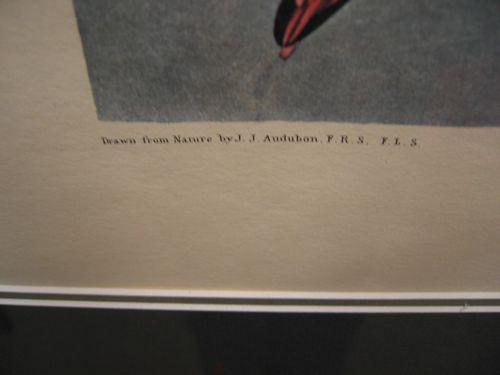 Drawn from Nature by J. J. Audubon, F. R. S. F. L. S.